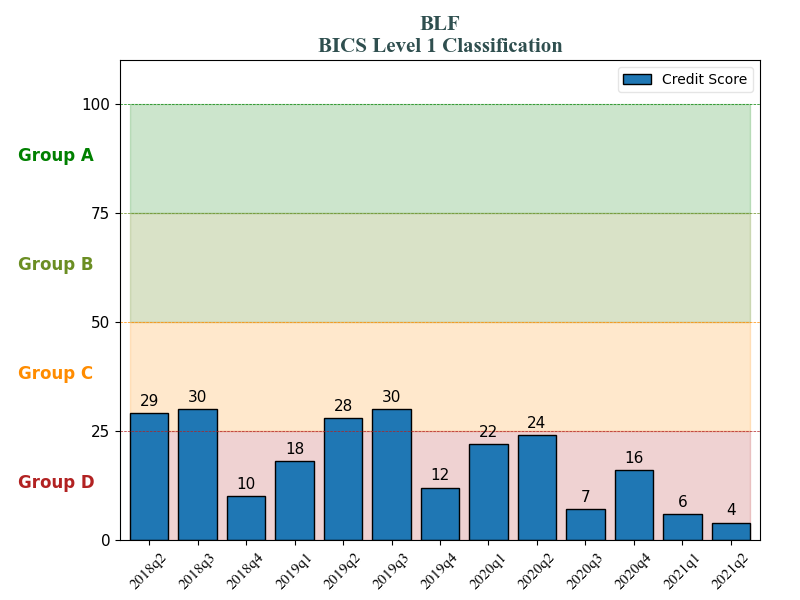 BLF
BICS Level 1 Classification
Credit Score
100
Group A
75
Group B
50
Group C
29
30
10
18
28
30
12
22
24
7
16
6
4
25
Group D
0
2018q2
2018q3
2018q4
2019q1
2019q2
2019q3
2019q4
2020q1
2020q2
2020q3
2020q4
2021q1
2021q2